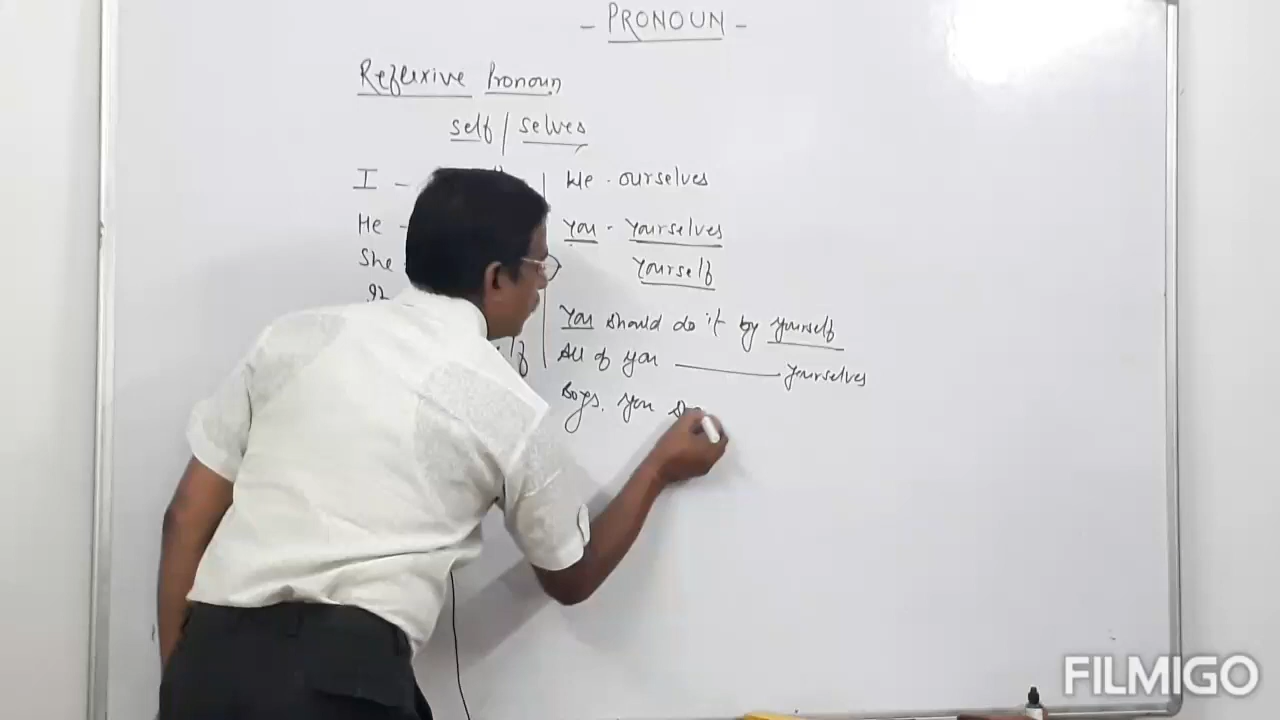 - PRONOUN -
Reflexive Pronoun
self / selves
I -
He -
She
We - ourselves
You - Yourselves
Yourself
You should do it by yourself
All of you ______ yourselves
Boys, you
FILMIGO